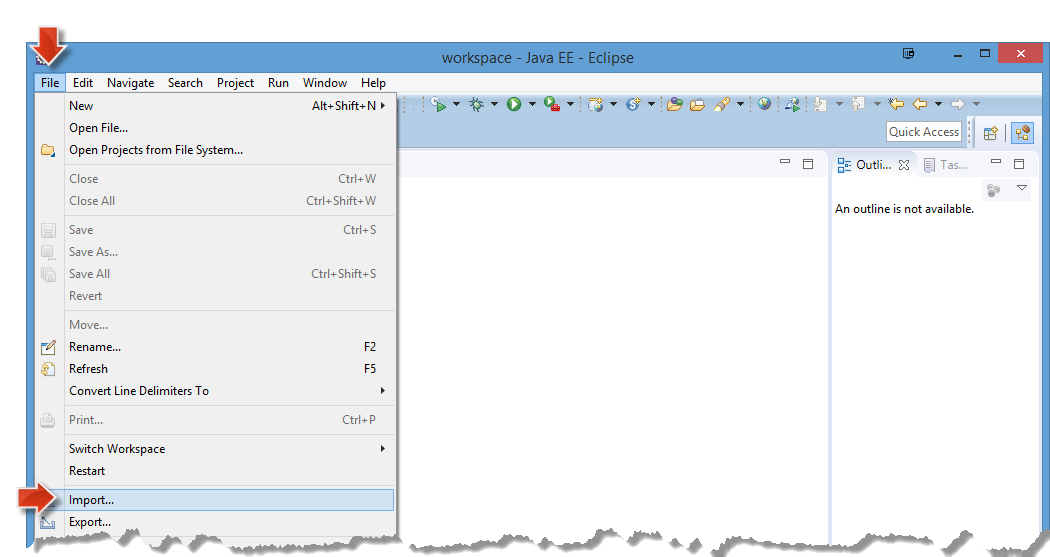 workspace - Java EE - Eclipse
File Edit Navigate Search Project Run Window Help
New Alt+Shift+N
Open File...
Open Projects from File System...
Close Ctrl+W
Close All Ctrl+Shift+W
Save Ctrl+S
Save As...
Save All Ctrl+Shift+S
Revert
Move...
Rename... F2
Refresh F5
Convert Line Delimiters To
Print... Ctrl+P
Switch Workspace
Restart
Import...
Export...
Quick Access
Outli... Tas...
An outline is not available.